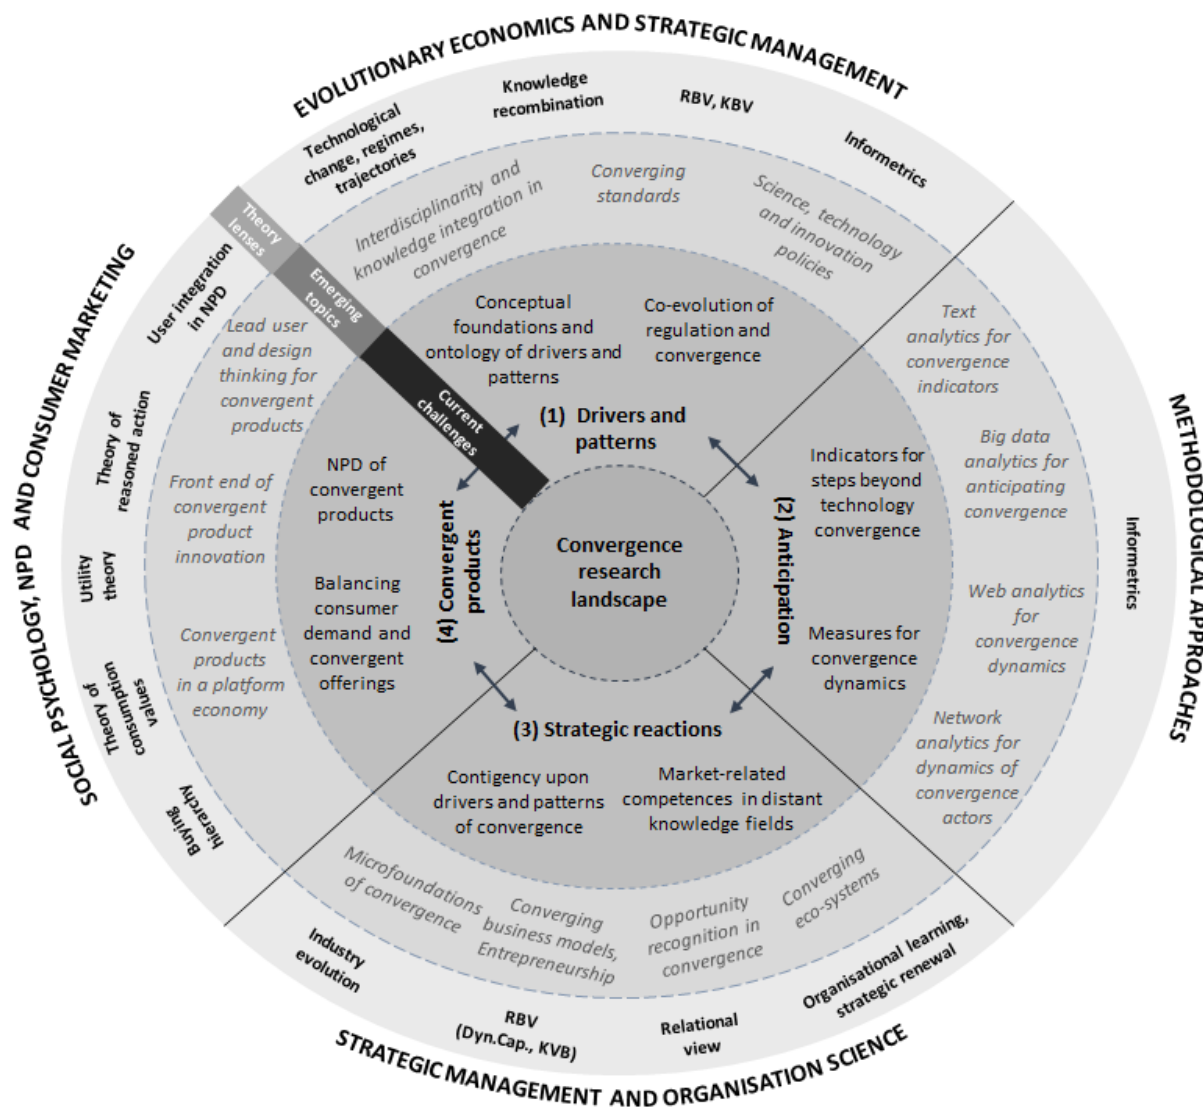 EVOLUTIONARY ECONOMICS AND STRATEGIC MANAGEMENT
Technological
change, regimes,
trajectories
Knowledge
recombination
RBV, KBV
Informetrics
Interdisciplinarity and
knowledge integration in
convergence
Converging
standards
Science, technology
and innovation
policies
Conceptual
foundations and
ontology of drivers and
patterns
Co-evolution of
regulation and
convergence
(1) Drivers and
patterns
Theory
lenses
Emerging
topics
Current
challenges
METHODOLOGICAL APPROACHES
Informetrics
Text
analytics for
convergence
indicators
Big data
analytics for
anticipating
convergence
Web analytics
for
convergence
dynamics
Network
analytics for
dynamics of
convergence
actors
Indicators for
steps beyond
technology
convergence
Measures for
convergence
dynamics
(2) Anticipation
Convergence
research
landscape
(3) Strategic reactions
Contigency upon
drivers and patterns
of convergence
Market-related
competences in distant
knowledge fields
Microfoundations
of convergence
Converging
business models,
Entrepreneurship
Opportunity
recognition in
convergence
Converging
eco-systems
Industry
evolution
RBV
(Dyn.Cap., KVB)
Relational
view
Organisational learning,
strategic renewal
STRATEGIC MANAGEMENT AND ORGANISATION SCIENCE
SOCIAL PSYCHOLOGY, NPD AND CONSUMER MARKETING
User integration
in NPD
Theory of
reasoned action
Utility
theory
Theory of
consumption
values
Buying
hierarchy
Lead user
and design
thinking for
convergent
products
Front end of
convergent
product
innovation
Convergent
products
in a platform
economy
NPD of
convergent
products
Balancing
consumer
demand and
convergent
offerings
(4) Convergent
products